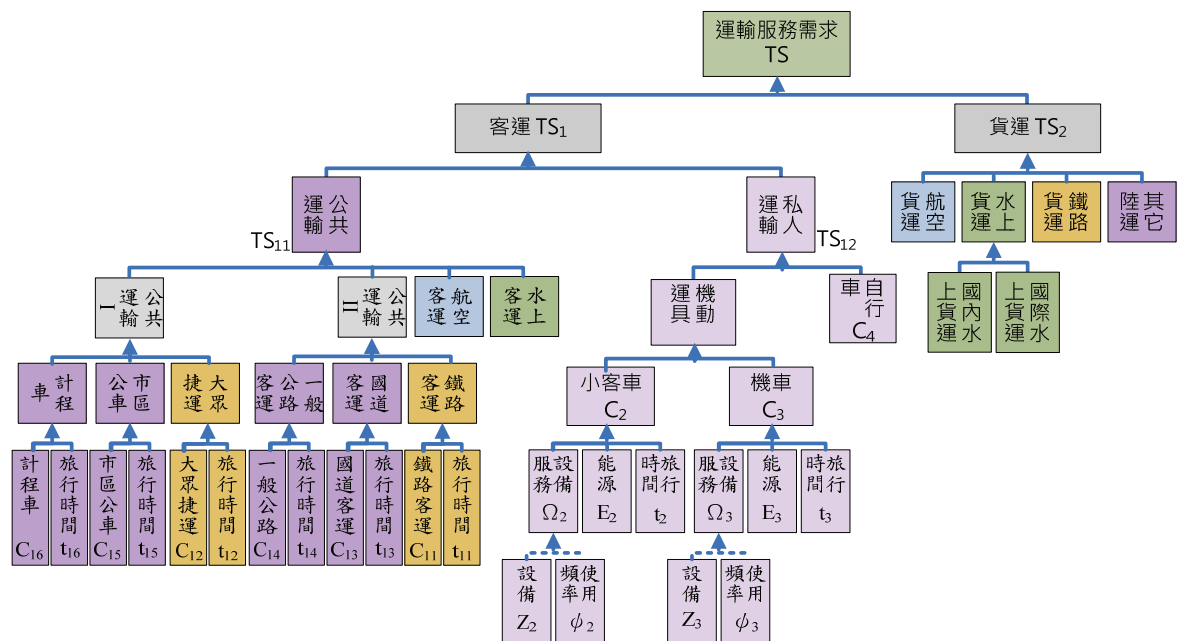 運輸服務需求
TS
客運 TS₁
貨運 TS₂
公共
運輸
TS₁₁
私人
運輸
TS₁₂
航空
貨運
水上
貨運
鐵路
貨運
其它
陸運
公共
運輸
I
公共
運輸
II
航空
客運
水上
客運
機動
運具
自行
車
C₄
國內水
上貨運
國際水
上貨運
計程
車
市區
公車
大眾
捷運
一般
公路
客運
國道
客運
鐵路
客運
小客車
C₂
機車
C₃
計程車
C₁₆
旅行時間
t₁₆
市區公車
C₁₅
旅行時間
t₁₅
大眾捷運
C₁₂
旅行時間
t₁₂
一般公路
C₁₄
旅行時間
t₁₄
國道客運
C₁₃
旅行時間
t₁₃
鐵路客運
C₁₁
旅行時間
t₁₁
設備
服務
Ω₂
能源
E₂
旅行
時間
t₂
設備
服務
Ω₃
能源
E₃
旅行
時間
t₃
設備
Z₂
使用
頻率
ϕ₂
設備
Z₃
使用
頻率
ϕ₃